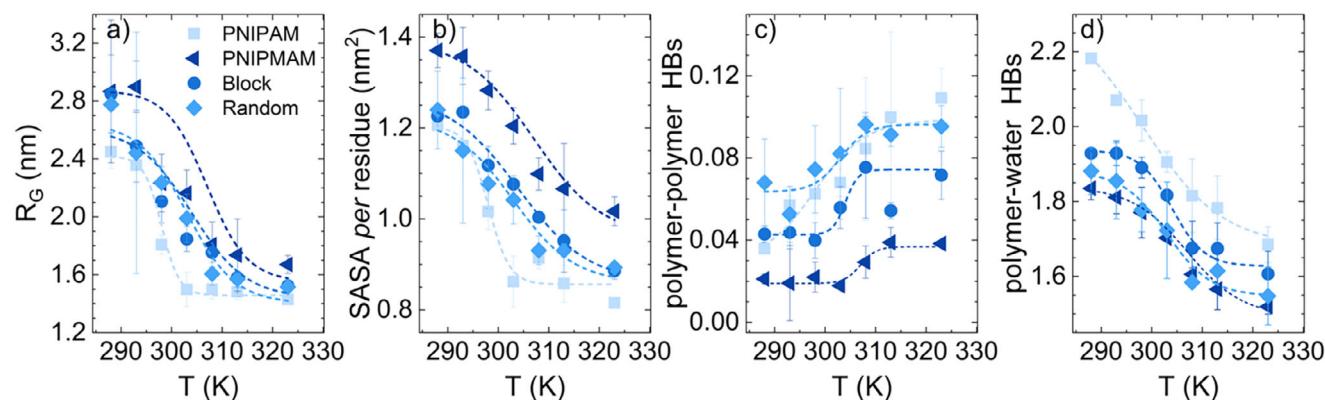 a)
PNIPAM
PNIPMAM
Block
Random
R_G (nm)
3.2
2.8
2.4
2.0
1.6
1.2
290 300 310 320 330
T (K)
b)
SASA per residue (nm²)
1.4
1.2
1.0
0.8
290 300 310 320 330
T (K)
c)
polymer-polymer HBs
0.12
0.08
0.04
0.00
290 300 310 320 330
T (K)
d)
polymer-water HBs
2.2
2.0
1.8
1.6
290 300 310 320 330
T (K)